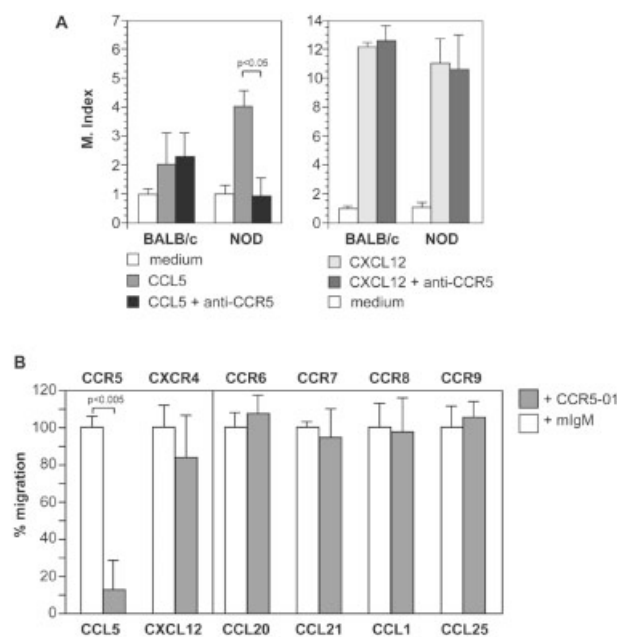 A
M. Index
7
6
5
4
3
2
1
0
p<0.05
BALB/c NOD
medium
CCL5
CCL5 + anti-CCR5
14
12
10
8
6
4
2
0
BALB/c NOD
CXCL12
CXCL12 + anti-CCR5
medium
B
CCR5 CXCR4 CCR6 CCR7 CCR8 CCR9
% migration
120
100
80
60
40
20
0
p<0.005
CCL5 CXCL12 CCL20 CCL21 CCL1 CCL25
+ CCR5-01
+ mIgM